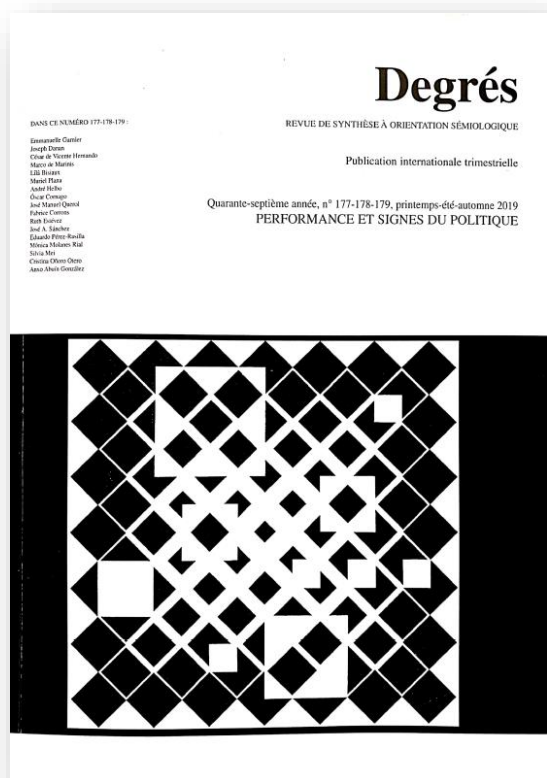 Degrés
REVUE DE SYNTHÈSE À ORIENTATION SÉMIOLOGIQUE
Publication internationale trimestrielle
Quarante-septième année, n° 177-178-179, printemps-été-automne 2019
PERFORMANCE ET SIGNES DU POLITIQUE
DANS CE NUMÉRO 177-178-179 :
Emmanuelle Garnier
Joseph Danan
César de Vicente Hernando
Marco de Marinis
Lîlâ Bisiaux
Muriel Plana
André Helbo
Óscar Cornago
José Manuel Querol
Fabrice Corrons
Ruth Estévez
José A. Sánchez
Eduardo Pérez-Rasilla
Mónica Molanes Rial
Silvia Mei
Cristina Oñoro Otero
Anxo Abuín González